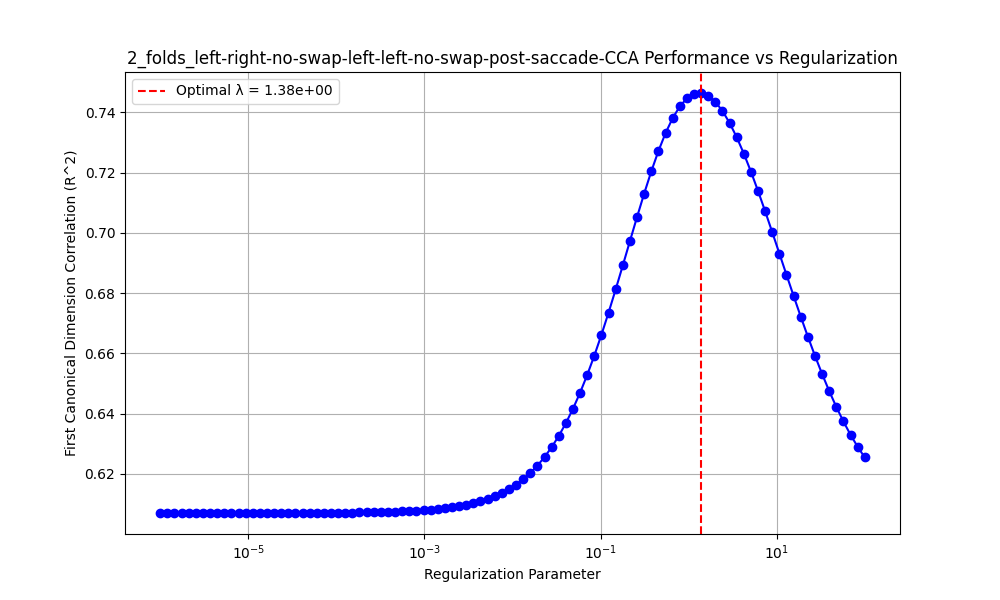 2_folds_left-right-no-swap-left-left-no-swap-post-saccade-CCA Performance vs Regularization
Optimal λ = 1.38e+00
First Canonical Dimension Correlation (R^2)
0.74
0.72
0.70
0.68
0.66
0.64
0.62
10⁻⁵ 10⁻³ 10⁻¹ 10¹
Regularization Parameter